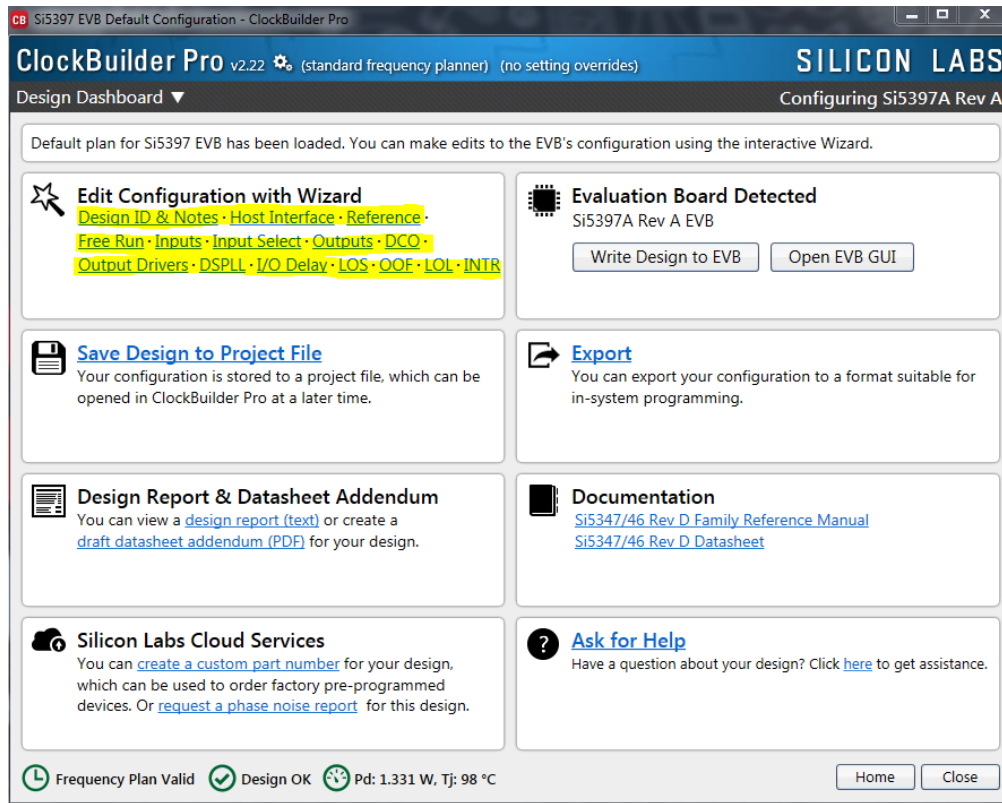 CB Si5397 EVB Default Configuration - ClockBuilder Pro
ClockBuilder Pro v2.22 (standard frequency planner) (no setting overrides) SILICON LABS
Design Dashboard ▼ Configuring Si5397A Rev A
Default plan for Si5397 EVB has been loaded. You can make edits to the EVB's configuration using the interactive Wizard.
Edit Configuration with Wizard
Design ID & Notes · Host Interface · Reference ·
Free Run · Inputs · Input Select · Outputs · DCO ·
Output Drivers · DSPLL · I/O Delay · LOS · OOF · LOL · INTR
Evaluation Board Detected
Si5397A Rev A EVB
Write Design to EVB Open EVB GUI
Save Design to Project File
Your configuration is stored to a project file, which can be
opened in ClockBuilder Pro at a later time.
Export
You can export your configuration to a format suitable for
in-system programming.
Design Report & Datasheet Addendum
You can view a design report (text) or create a
draft datasheet addendum (PDF) for your design.
Documentation
Si5347/46 Rev D Family Reference Manual
Si5347/46 Rev D Datasheet
Silicon Labs Cloud Services
You can create a custom part number for your design,
which can be used to order factory pre-programmed
devices. Or request a phase noise report for this design.
? Ask for Help
Have a question about your design? Click here to get assistance.
Frequency Plan Valid Design OK Pd: 1.331 W, Tj: 98 °C Home Close